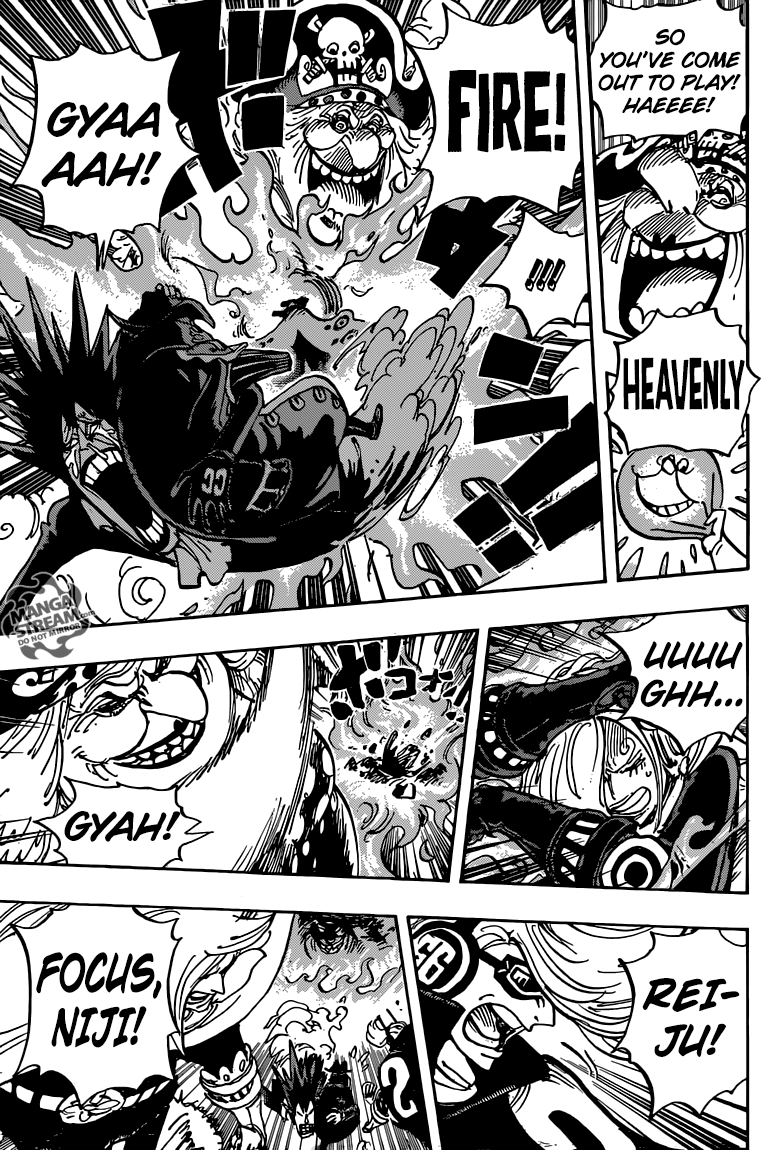 SO
YOU'VE COME
OUT TO PLAY!
HAEEEE!
HEAVENLY
FIRE!
!!!
GYAA
AAH!
UUUU
GHH...
GYAH!
REI-
JU!
FOCUS,
NIJI!
MANGA
STREAM.com
DO NOT MIRROR